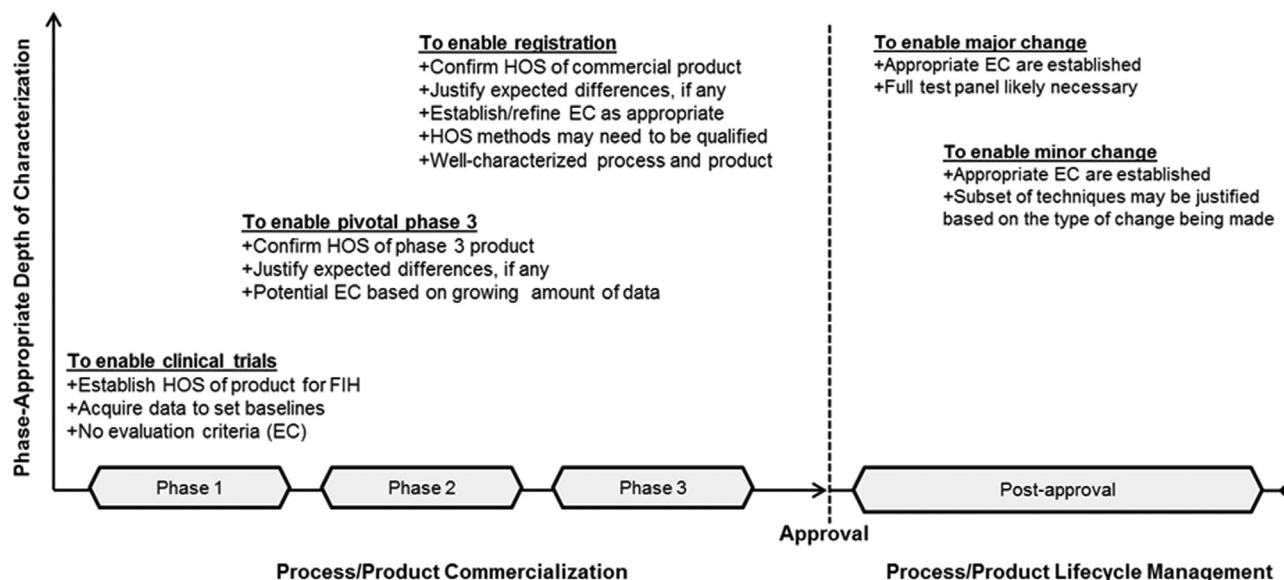 Phase-Appropriate Depth of Characterization
To enable registration
+Confirm HOS of commercial product
+Justify expected differences, if any
+Establish/refine EC as appropriate
+HOS methods may need to be qualified
+Well-characterized process and product
To enable major change
+Appropriate EC are established
+Full test panel likely necessary
To enable minor change
+Appropriate EC are established
+Subset of techniques may be justified
based on the type of change being made
To enable pivotal phase 3
+Confirm HOS of phase 3 product
+Justify expected differences, if any
+Potential EC based on growing amount of data
To enable clinical trials
+Establish HOS of product for FIH
+Acquire data to set baselines
+No evaluation criteria (EC)
Phase 1
Phase 2
Phase 3
Post-approval
Approval
Process/Product Commercialization
Process/Product Lifecycle Management